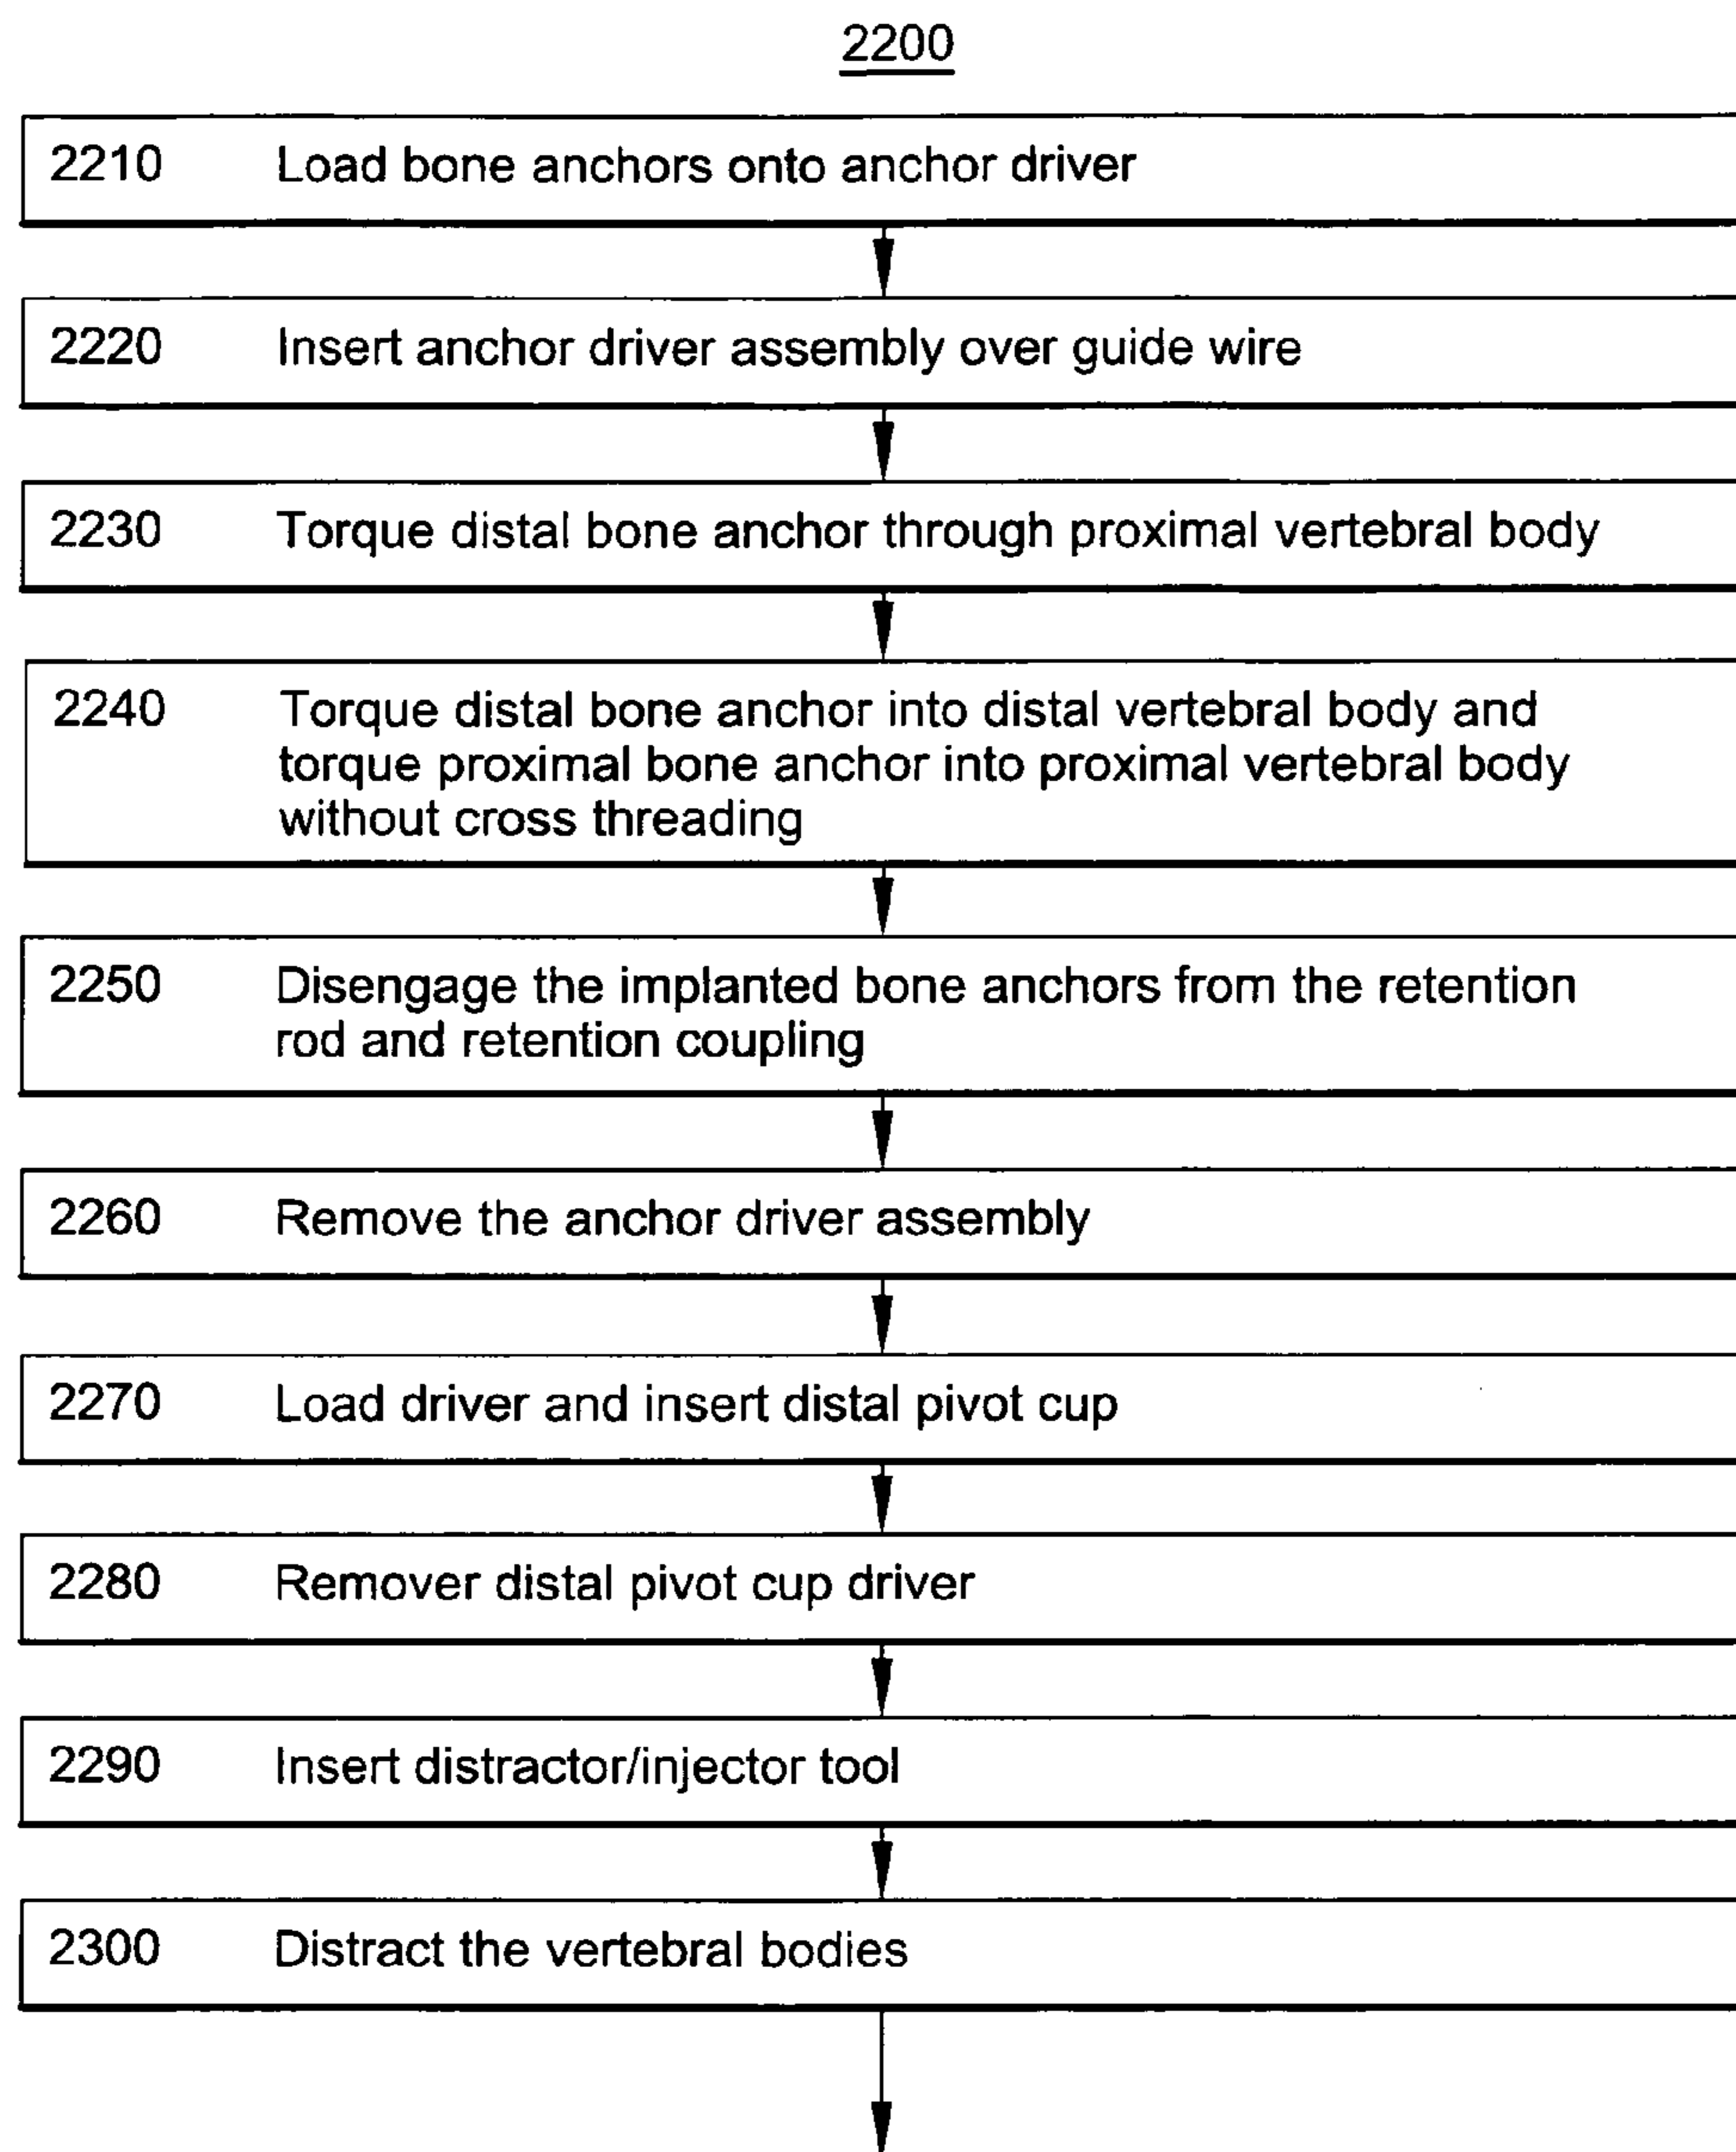 2200
2210 Load bone anchors onto anchor driver
2220 Insert anchor driver assembly over guide wire
2230 Torque distal bone anchor through proximal vertebral body
2240 Torque distal bone anchor into distal vertebral body and
torque proximal bone anchor into proximal vertebral body
without cross threading
2250 Disengage the implanted bone anchors from the retention
rod and retention coupling
2260 Remove the anchor driver assembly
2270 Load driver and insert distal pivot cup
2280 Remover distal pivot cup driver
2290 Insert distractor/injector tool
2300 Distract the vertebral bodies